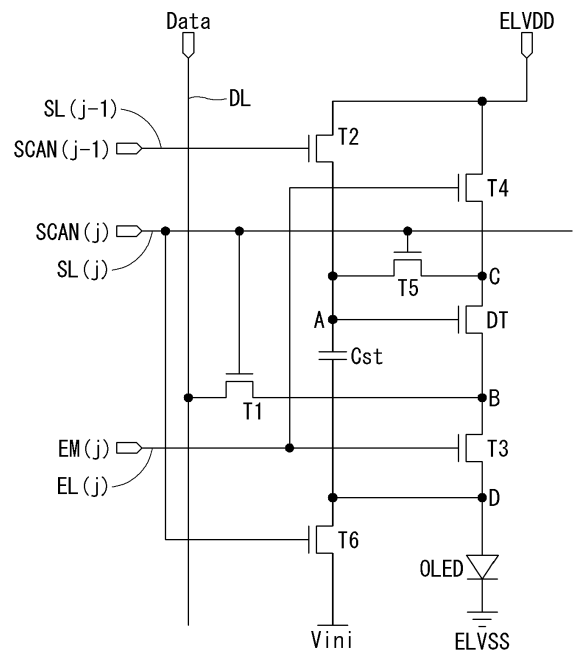 Data
ELVDD
DL
SL(j-1)
SCAN(j-1)
T2
T4
SCAN(j)
SL(j)
T5
C
A
DT
Cst
T1
B
EM(j)
T3
EL(j)
D
T6
OLED
Vini
ELVSS